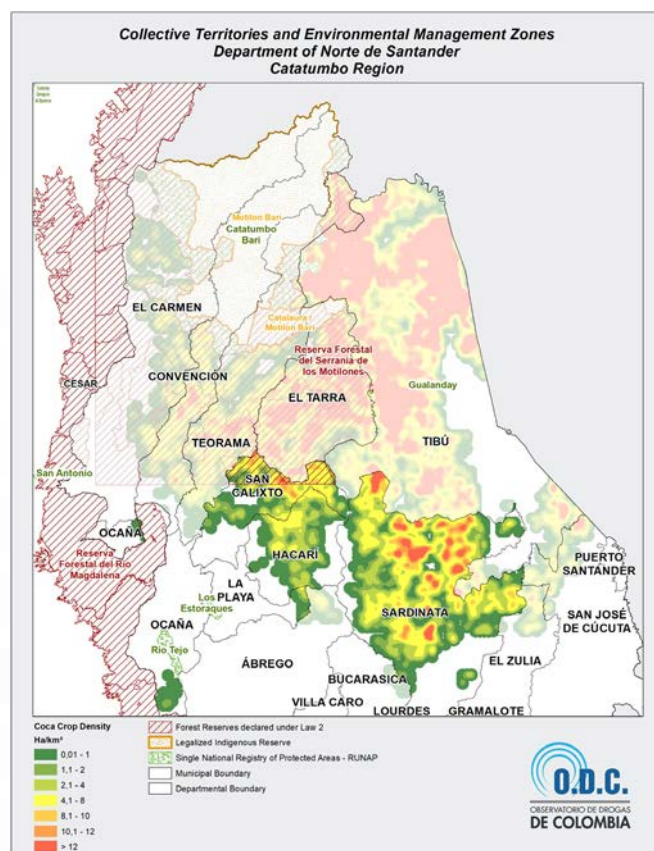 Collective Territories and Environmental Management Zones
Department of Norte de Santander
Catatumbo Region
Motilon Bari
Catatumbo
Bari
EL CARMEN
Catalaura /
Motilon Bari
Reserva Forestal
del Serrania de
los Motilones
CESAR
CONVENCIÓN
Gualanday
EL TARRA
TEORAMA
TIBÚ
San Antonio
SAN
CALIXTO
OCAÑA
Reserva
Forestal del Río
Magdalena
HACARÍ
PUERTO
SANTÁNDER
LA
PLAYA
Los
Estoraques
SARDINATA
SAN JOSÉ
DE CÚCUTA
OCAÑA
Rio Tejo
ÁBREGO
EL ZULIA
BUCARASICA
VILLA CARO
LOURDES
GRAMALOTE
Coca Crop Density
Ha/km²
0,01 - 1
1,1 - 2
2,1 - 4
4,1 - 8
8,1 - 10
10,1 - 12
> 12
Forest Reserves declared under Law 2
Legalized Indigenous Reserve
Single National Registry of Protected Areas - RUNAP
Municipal Boundary
Departmental Boundary
O.D.C.
OBSERVATORIO DE DROGAS
DE COLOMBIA